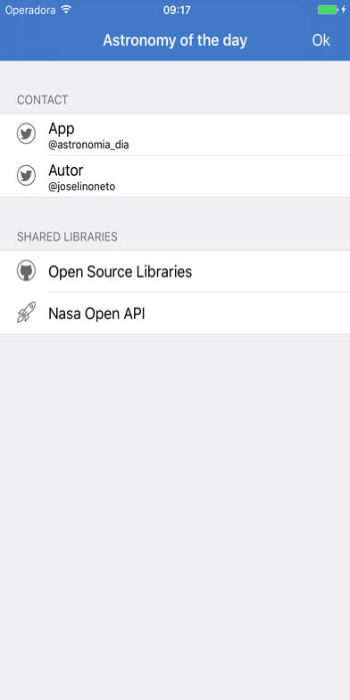 Operadora 09:17
Astronomy of the day Ok
CONTACT
App
@astronomia_dia
Autor
@joselinoneto
SHARED LIBRARIES
Open Source Libraries
Nasa Open API